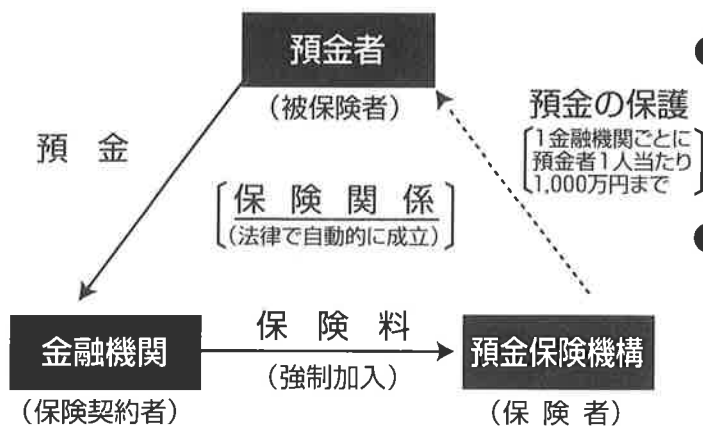 預金者
(被保険者)
預金
預金の保護
1金融機関ごとに
預金者1人当たり
1,000万円まで
保険関係
(法律で自動的に成立)
保険料
(強制加入)
金融機関
(保険契約者)
預金保険機構
(保険者)